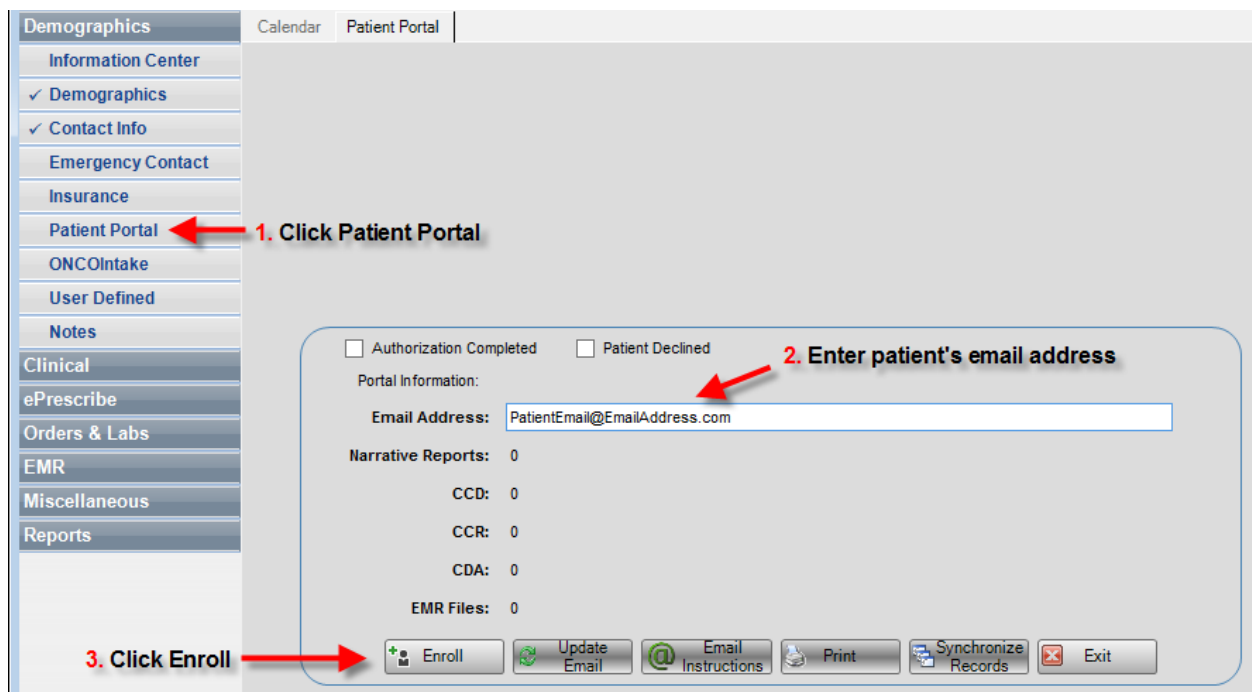 Demographics
Calendar
Patient Portal
Information Center
✓ Demographics
✓ Contact Info
Emergency Contact
Insurance
Patient Portal
1. Click Patient Portal
ONCOIntake
User Defined
Notes
Clinical
ePrescribe
Orders & Labs
EMR
Miscellaneous
Reports
Authorization Completed
Patient Declined
2. Enter patient's email address
Portal Information:
Email Address: PatientEmail@EmailAddress.com
Narrative Reports: 0
CCD: 0
CCR: 0
CDA: 0
EMR Files: 0
3. Click Enroll
Enroll
Update
Email
@ Email
Instructions
Print
Synchronize
Records
Exit